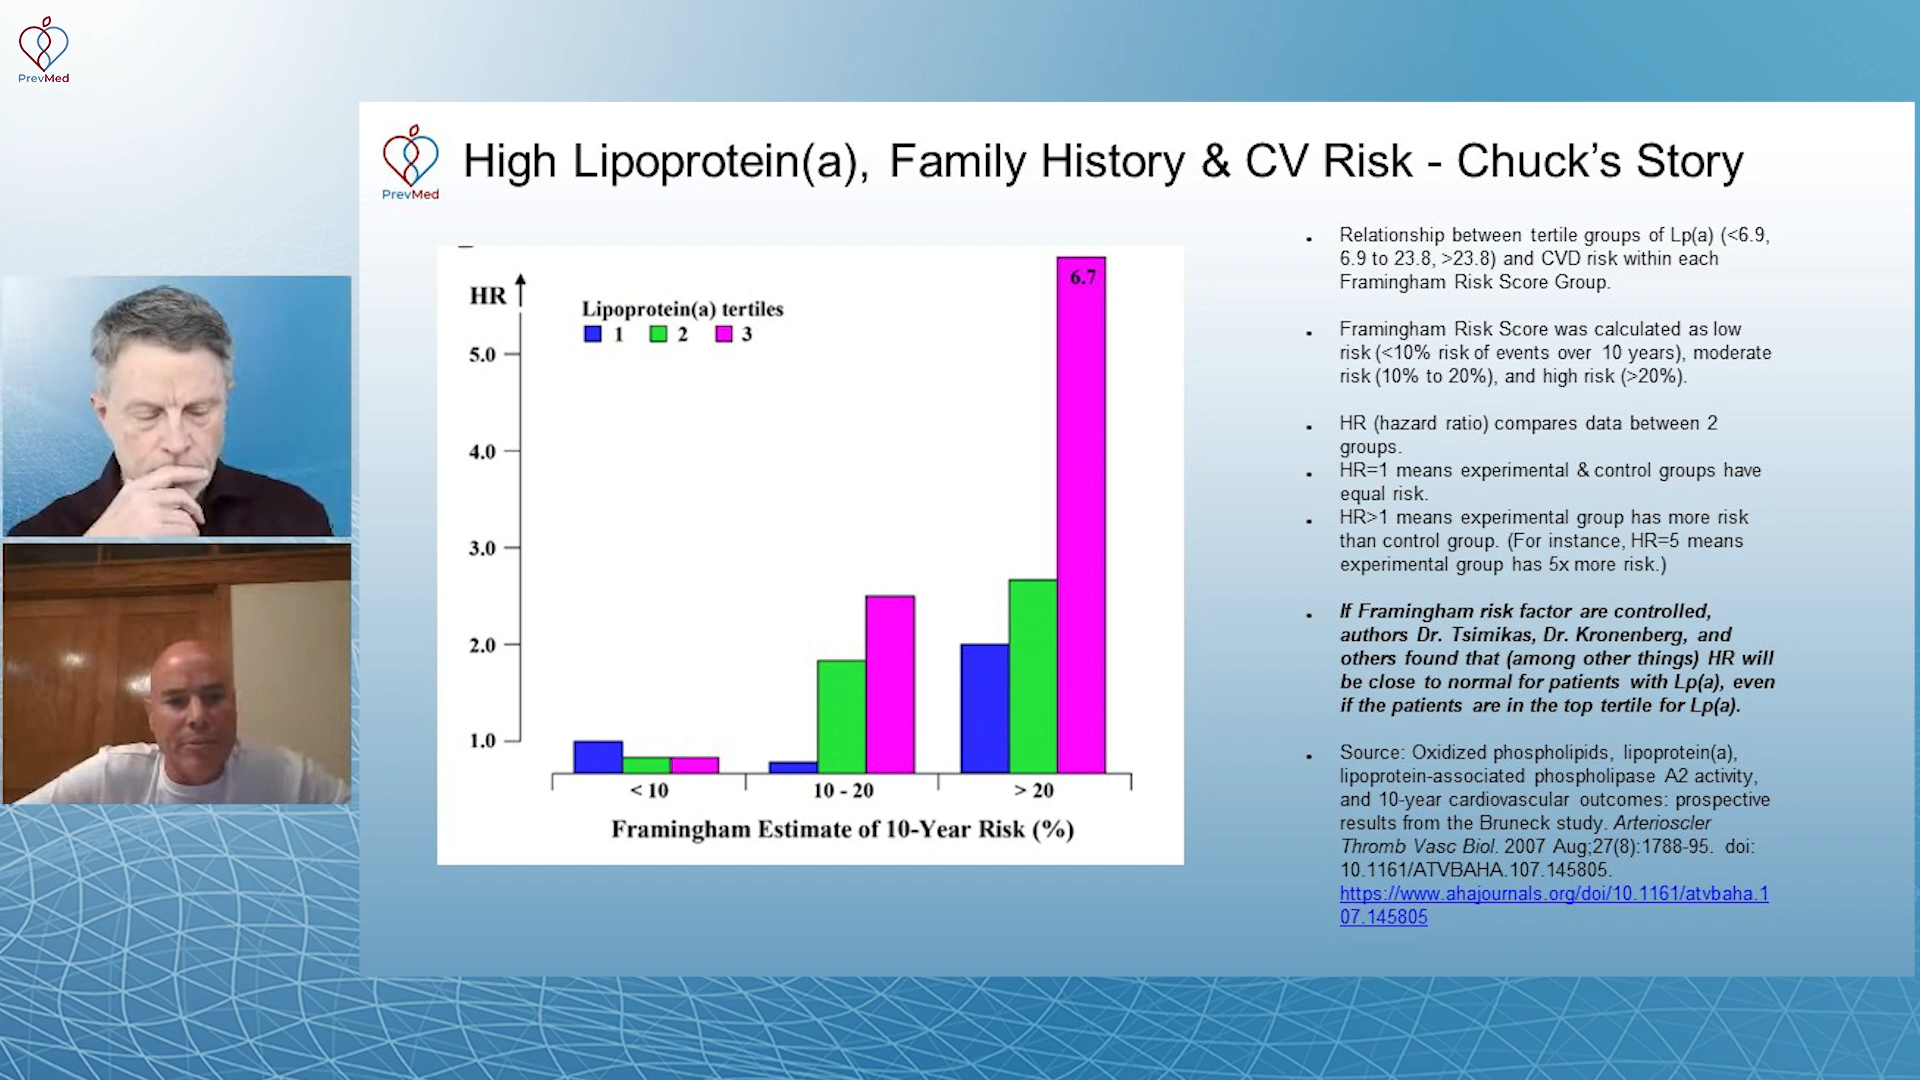 PrevMed
PrevMed
High Lipoprotein(a), Family History & CV Risk - Chuck’s Story
HR
Lipoprotein(a) tertiles
1 2 3
6.7
5.0
4.0
3.0
2.0
1.0
< 10 10 - 20 > 20
Framingham Estimate of 10-Year Risk (%)
Relationship between tertile groups of Lp(a) (<6.9,
6.9 to 23.8, >23.8) and CVD risk within each
Framingham Risk Score Group.
Framingham Risk Score was calculated as low
risk (<10% risk of events over 10 years), moderate
risk (10% to 20%), and high risk (>20%).
HR (hazard ratio) compares data between 2
groups.
HR=1 means experimental & control groups have
equal risk.
HR>1 means experimental group has more risk
than control group. (For instance, HR=5 means
experimental group has 5x more risk.)
If Framingham risk factor are controlled,
authors Dr. Tsimikas, Dr. Kronenberg, and
others found that (among other things) HR will
be close to normal for patients with Lp(a), even
if the patients are in the top tertile for Lp(a).
Source: Oxidized phospholipids, lipoprotein(a),
lipoprotein-associated phospholipase A2 activity,
and 10-year cardiovascular outcomes: prospective
results from the Bruneck study. Arterioscler
Thromb Vasc Biol. 2007 Aug;27(8):1788-95. doi:
10.1161/ATVBAHA.107.145805.
https://www.ahajournals.org/doi/10.1161/atvbaha.1
07.145805